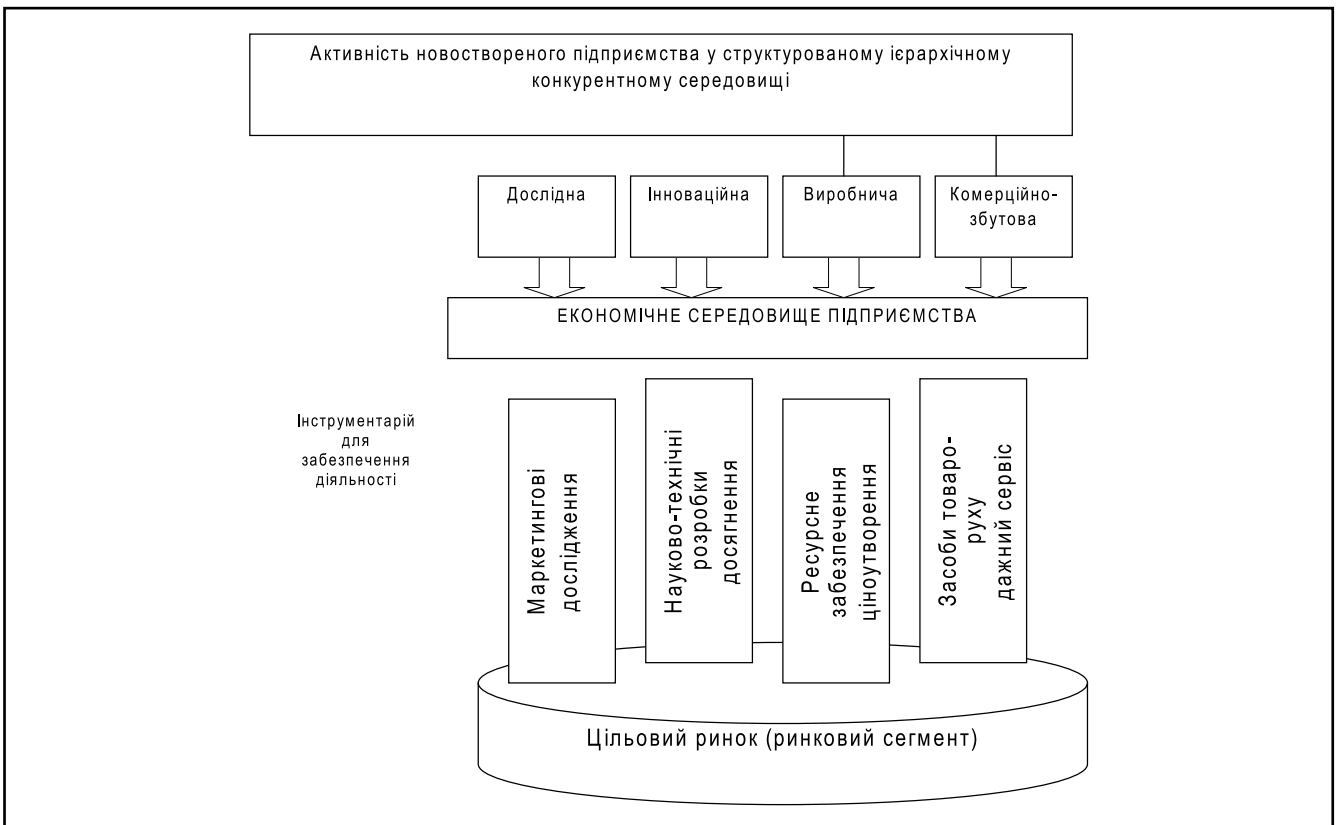 Активність новоствореного підприємства у структурованому ієрархічному
конкурентному середовищі
Дослідна
Інноваційна
Виробнича
Комерційно-
збутова
ЕКОНОМІЧНЕ СЕРЕДОВИЩЕ ПІДПРИЄМСТВА
Інструментарій
для
забезпечення
діяльності
Маркетингові
дослідження
Науково-технічні
розробки
досягнення
Ресурсне
забезпечення
ціноутворення
Засоби товаро-
руху
дажний сервіс
Цільовий ринок (ринковий сегмент)